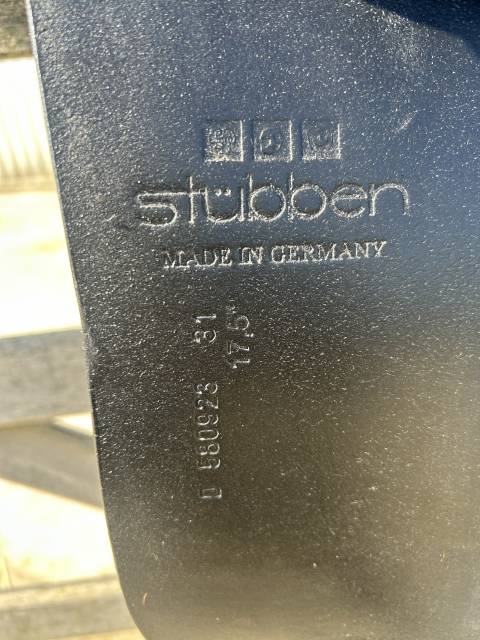 stübben
MADE IN GERMANY
D 580923 31
17,5"